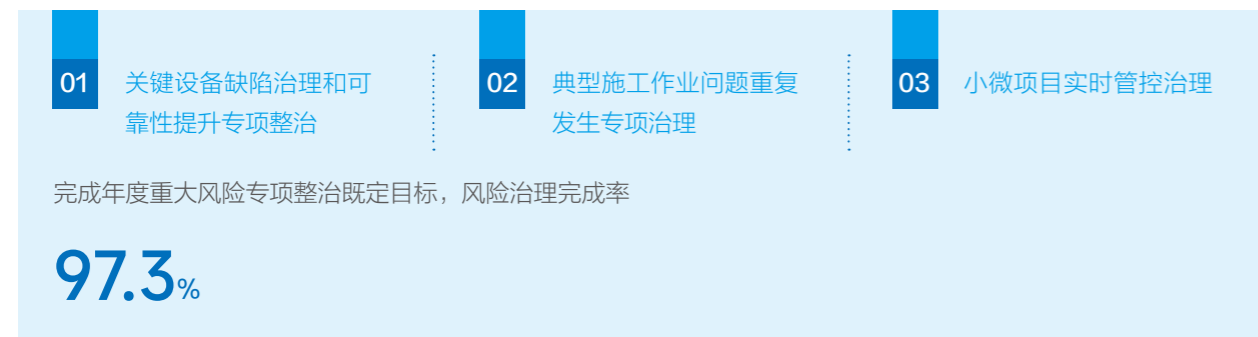 01
关键设备缺陷治理和可
靠性提升专项整治
02
典型施工作业问题重复
发生专项治理
03
小微项目实时管控治理
完成年度重大风险专项整治既定目标，风险治理完成率
97.3%